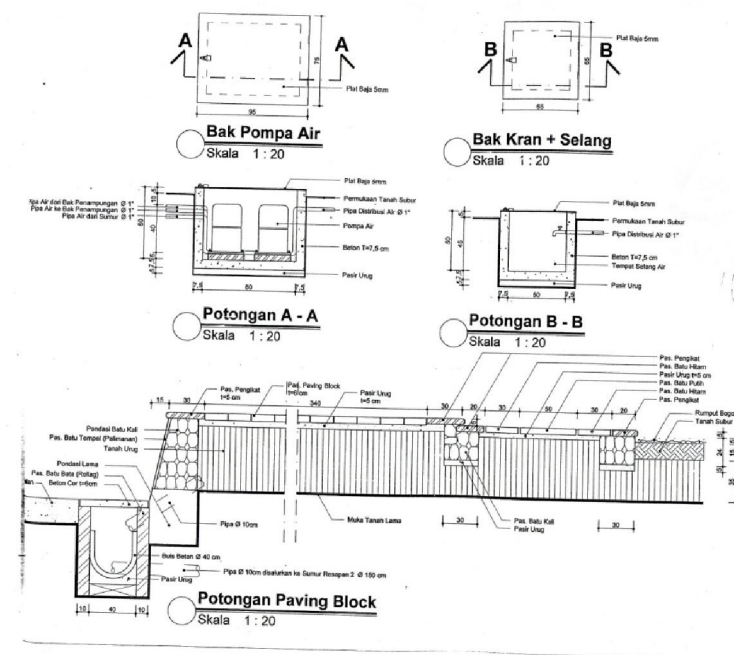 A
A
Plat Baja 5mm
75
95
Bak Pompa Air
Skala 1 : 20
B
B
Plat Baja 5mm
65
65
Bak Kran + Selang
Skala 1 : 20
Plat Baja 5mm
Permukaan Tanah Subur
Pipa Air dari Bak Penampungan Ø 1"
Pipa Air ke Bak Penampungan Ø 1"
Pipa Air dari Sumur Ø 1"
Pipa Distribusi Air Ø 1"
Pompa Air
Beton T=7,5 cm
Pasir Urug
60
40
7,5
80
7,5
Potongan A - A
Skala 1 : 20
Plat Baja 5mm
Permukaan Tanah Subur
Pipa Distribusi Air Ø 1"
Beton T=7,5 cm
Tempat Selang Air
Pasir Urug
50
45
7,5
50
7,5
Potongan B - B
Skala 1 : 20
Pas. Pengikat
Pas. Batu Hitam
Pasir Urug t=5 cm
Pas. Batu Putih
Pas. Batu Hitam
Pas. Pengikat
Rumput
Tanah Subur
Pas. Pengikat
t=5 cm
Pas. Paving Block
t=6cm
Pasir Urug
t=5 cm
15
30
340
30
20
30
30
20
Pondasi Batu Kali
Pas. Batu Tempel (Palimanan)
Tanah Urug
Pondasi Lama
Pas. Batu Bata (Rollag)
Beton Cor t=6cm
Pipa Ø 10cm
Muka Tanah Lama
30
Pas. Batu Kali
Pasir Urug
30
24
15
35
Buis Beton Ø 40 cm
Pipa Ø 10cm disalurkan ke Sumur Resapan 2 Ø 150 cm
Pasir Urug
10
40
10
Potongan Paving Block
Skala 1 : 20